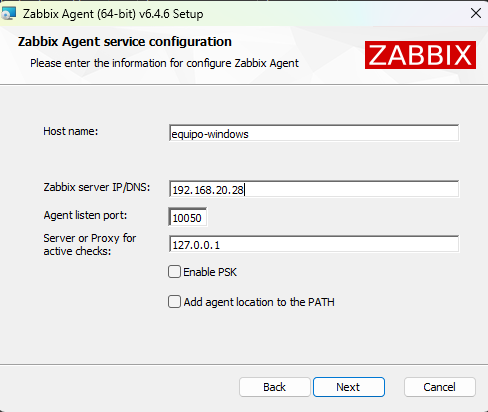 Zabbix Agent (64-bit) v6.4.6 Setup
Zabbix Agent service configuration
Please enter the information for configure Zabbix Agent
ZABBIX
Host name: equipo-windows
Zabbix server IP/DNS: 192.168.20.28
Agent listen port: 10050
Server or Proxy for
active checks: 127.0.0.1
Enable PSK
Add agent location to the PATH
Back Next Cancel